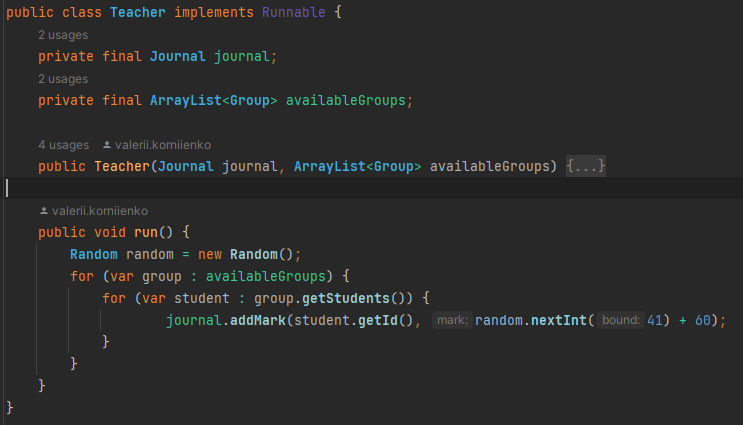 public class Teacher implements Runnable {
2 usages
private final Journal journal;
2 usages
private final ArrayList<Group> availableGroups;
4 usages valerii.korniienko
public Teacher(Journal journal, ArrayList<Group> availableGroups) {...}
valerii.korniienko
public void run() {
Random random = new Random();
for (var group : availableGroups) {
for (var student : group.getStudents()) {
journal.addMark(student.getId(), mark: random.nextInt( bound: 41) + 60);
}
}
}
}